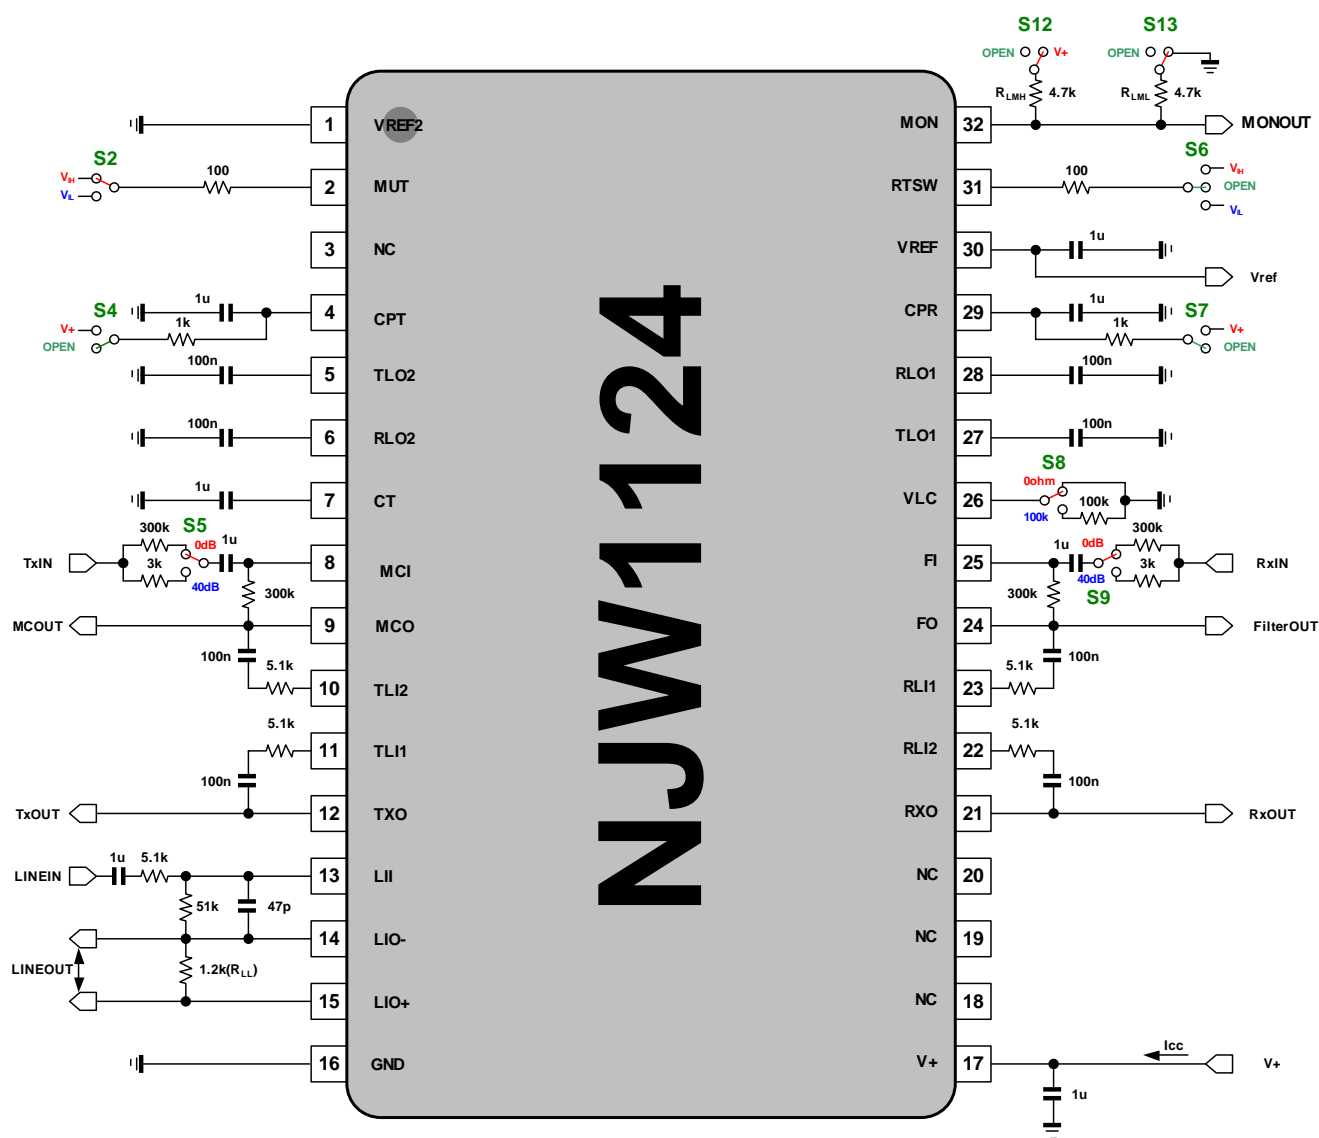 S12
S13
OPEN
V+
OPEN
RLMH
4.7k
RLML
4.7k
1
VREF2
MON
32
MONOUT
S2
VIH
VIL
100
2
MUT
RTSW
31
100
S6
VIH
OPEN
VIL
3
NC
VREF
30
1u
Vref
S4
V+
OPEN
1u
1k
4
CPT
CPR
29
1u
1k
S7
V+
OPEN
100n
5
TLO2
RLO1
28
100n
100n
6
RLO2
TLO1
27
100n
1u
7
CT
VLC
26
S8
0ohm
100k
100k
TxIN
300k
3k
S5
0dB
40dB
1u
300k
8
MCI
FI
25
1u
0dB
40dB
S9
300k
3k
RxIN
300k
MCOUT
9
MCO
FO
24
FilterOUT
100n
5.1k
10
TLI2
RLI1
23
5.1k
100n
5.1k
11
TLI1
RLI2
22
5.1k
100n
100n
TxOUT
12
TXO
RXO
21
RxOUT
LINEIN
1u
5.1k
13
LII
NC
20
51k
47p
14
LIO-
NC
19
LINEOUT
1.2k(RLL)
15
LIO+
NC
18
16
GND
V+
17
Icc
V+
1u
NJW1124